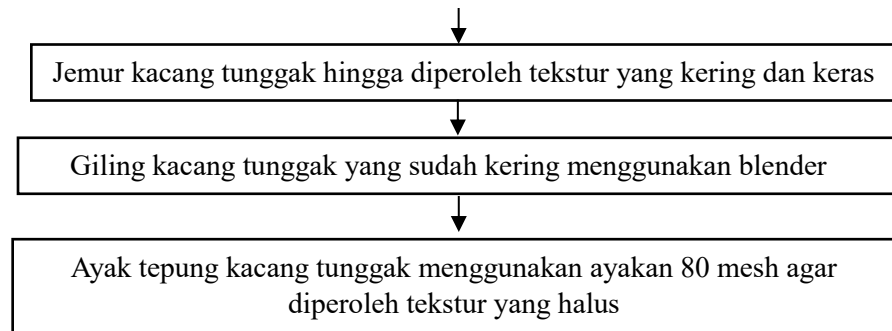 Jemur kacang tunggak hingga diperoleh tekstur yang kering dan keras
Giling kacang tunggak yang sudah kering menggunakan blender
Ayak tepung kacang tunggak menggunakan ayakan 80 mesh agar
diperoleh tekstur yang halus